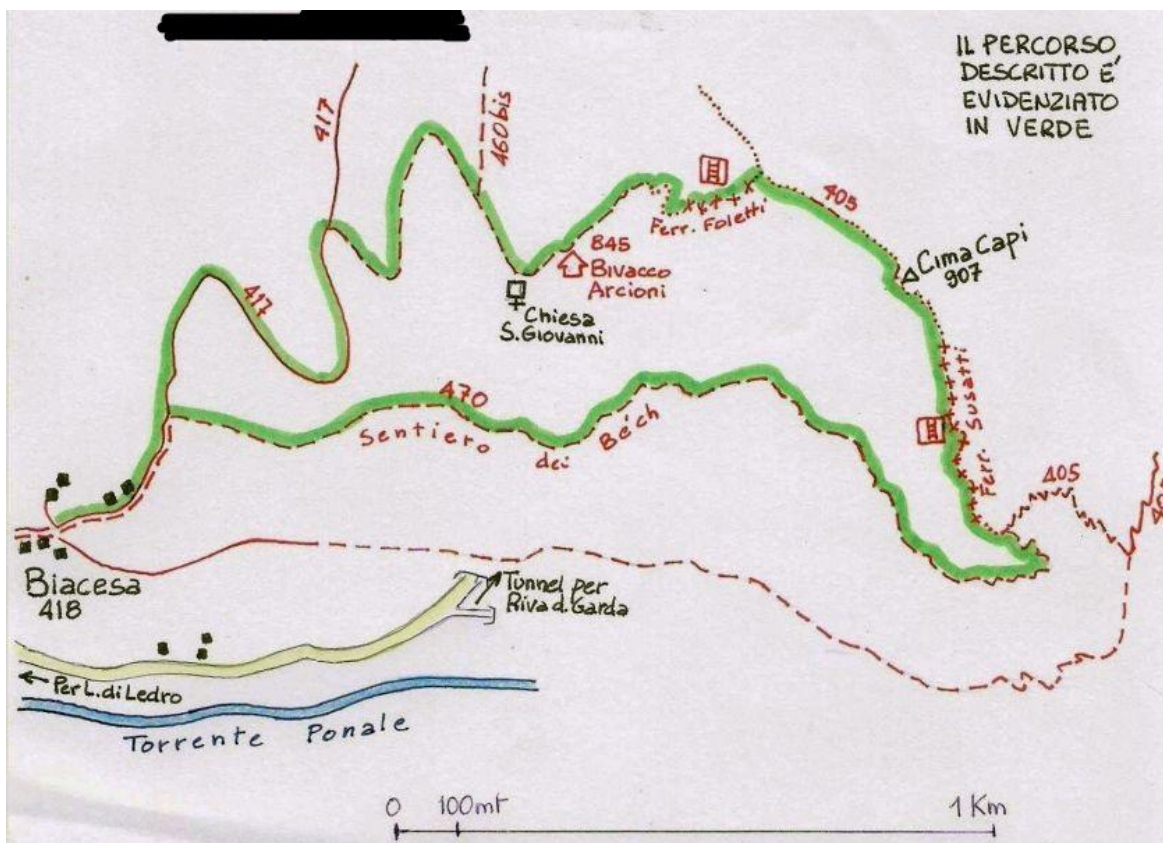 IL PERCORSO
DESCRITTO E'
EVIDENZIATO
IN VERDE
417
460 bis
405
Ferr. Foletti
845
Bivacco
Arcioni
Cima Capi
907
417
Chiesa
S. Giovanni
470
Sentiero dei Béch
Ferr. Susatti
405
Biacesa
418
Tunnel per
Riva d. Garda
Per L. di Ledro
Torrente Ponale
0 100mt 1 Km